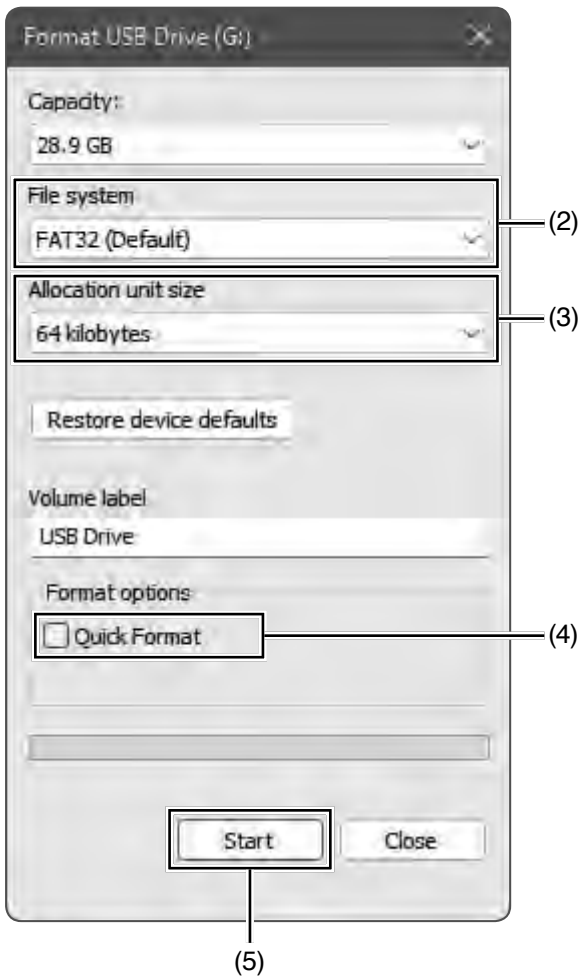 Format USB Drive (G:)
Capacity:
28.9 GB
File system
FAT32 (Default)
(2)
Allocation unit size
64 kilobytes
(3)
Restore device defaults
Volume label
USB Drive
Format options
Quick Format
(4)
Start
Close
(5)